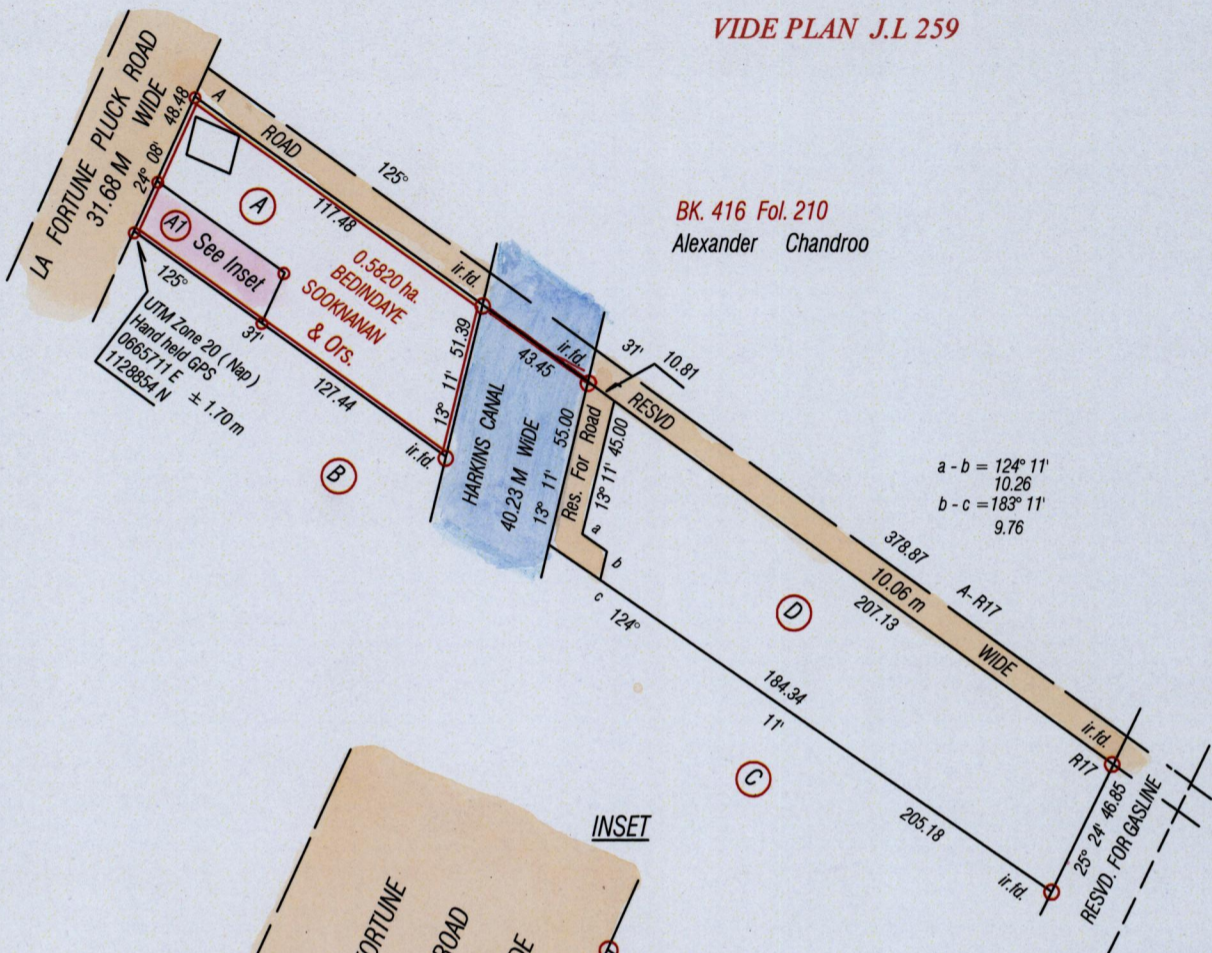 VIDE PLAN J.L 259
LA FORTUNE PLUCK ROAD
31.68 M WIDE
24° 08' 48.48
A
ROAD
125°
A
117.48
A1 See Inset
0.5820 ha.
BEDINDAYE
SOOKNANAN
& Ors.
ir.fd.
125°
31'
127.44
UTM Zone 20 ( Nap )
Hand held GPS
0665711 E
1128854 N
± 1.70 m
13° 11' 51.39
ir.fd.
B
BK. 416 Fol. 210
Alexander Chandroo
43.45
ir.fd.
HARKINS CANAL
40.23 M WIDE
13° 11' 55.00
Res. For Road
13° 11' 45.00
31'
10.81
RESVD
a
b
c
a - b = 124° 11'
10.26
b - c = 183° 11'
9.76
378.87
A- R17
10.06 m
207.13
WIDE
D
124°
184.34
11'
C
205.18
ir.fd.
ir.fd.
R17
25° 24' 46.85
RESVD. FOR GASLINE
INSET
ORTUNE
ROAD
DE